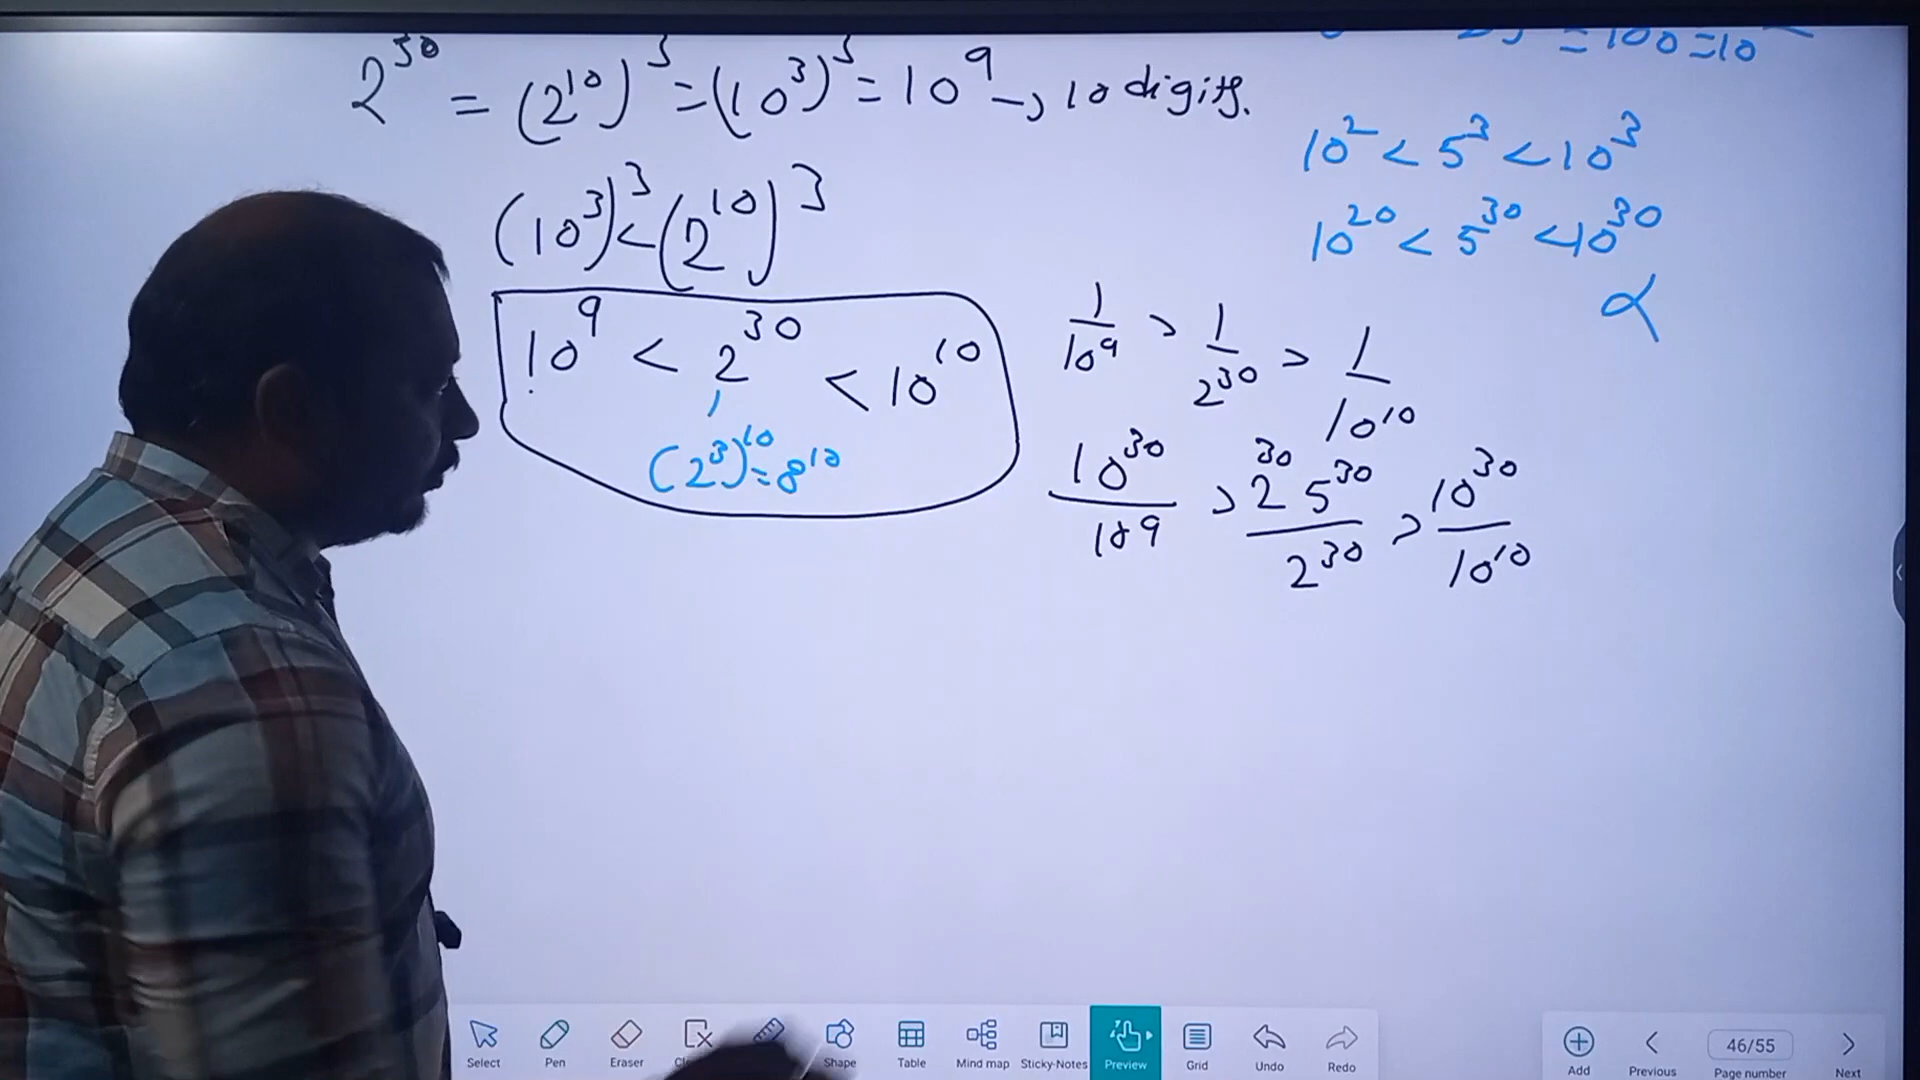 2^30 = (2^10)^3 = (10^3)^3 = 10^9 → 10 digits.
= 100 = 10
(10^3)^3 < (2^10)^3
10^9 < 2^30 < 10^10
(2^3)^10 = 8^10
10^2 < 5^3 < 10^3
10^20 < 5^30 < 10^30
α
1/10^9 > 1/2^30 > 1/10^10
10^30/10^9 > 2^30 5^30/2^30 > 10^30/10^10
Select Pen Eraser Shape Table Mind map Sticky-Notes Preview Grid Undo Redo
Add Previous 46/55 Page number Next